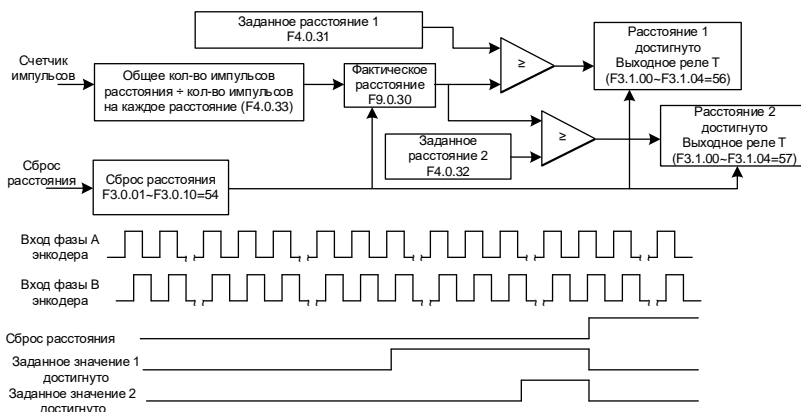 Заданное расстояние 1
F4.0.31
Счетчик
импульсов
Общее кол-во импульсов
расстояния ÷ кол-во импульсов
на каждое расстояние (F4.0.33)
Фактическое
расстояние
F9.0.30
≥
Расстояние 1
достигнуто
Выходное реле Т
(F3.1.00~F3.1.04=56)
Заданное
расстояние 2
F4.0.32
≥
Расстояние 2
достигнуто
Выходное реле Т
(F3.1.00~F3.1.04=57)
Сброс
расстояния
Сброс расстояния
F3.0.01~F3.0.10=54
Вход фазы А
энкодера
Вход фазы В
энкодера
Сброс расстояния
Заданное значение 1
достигнуто
Заданное значение 2
достигнуто